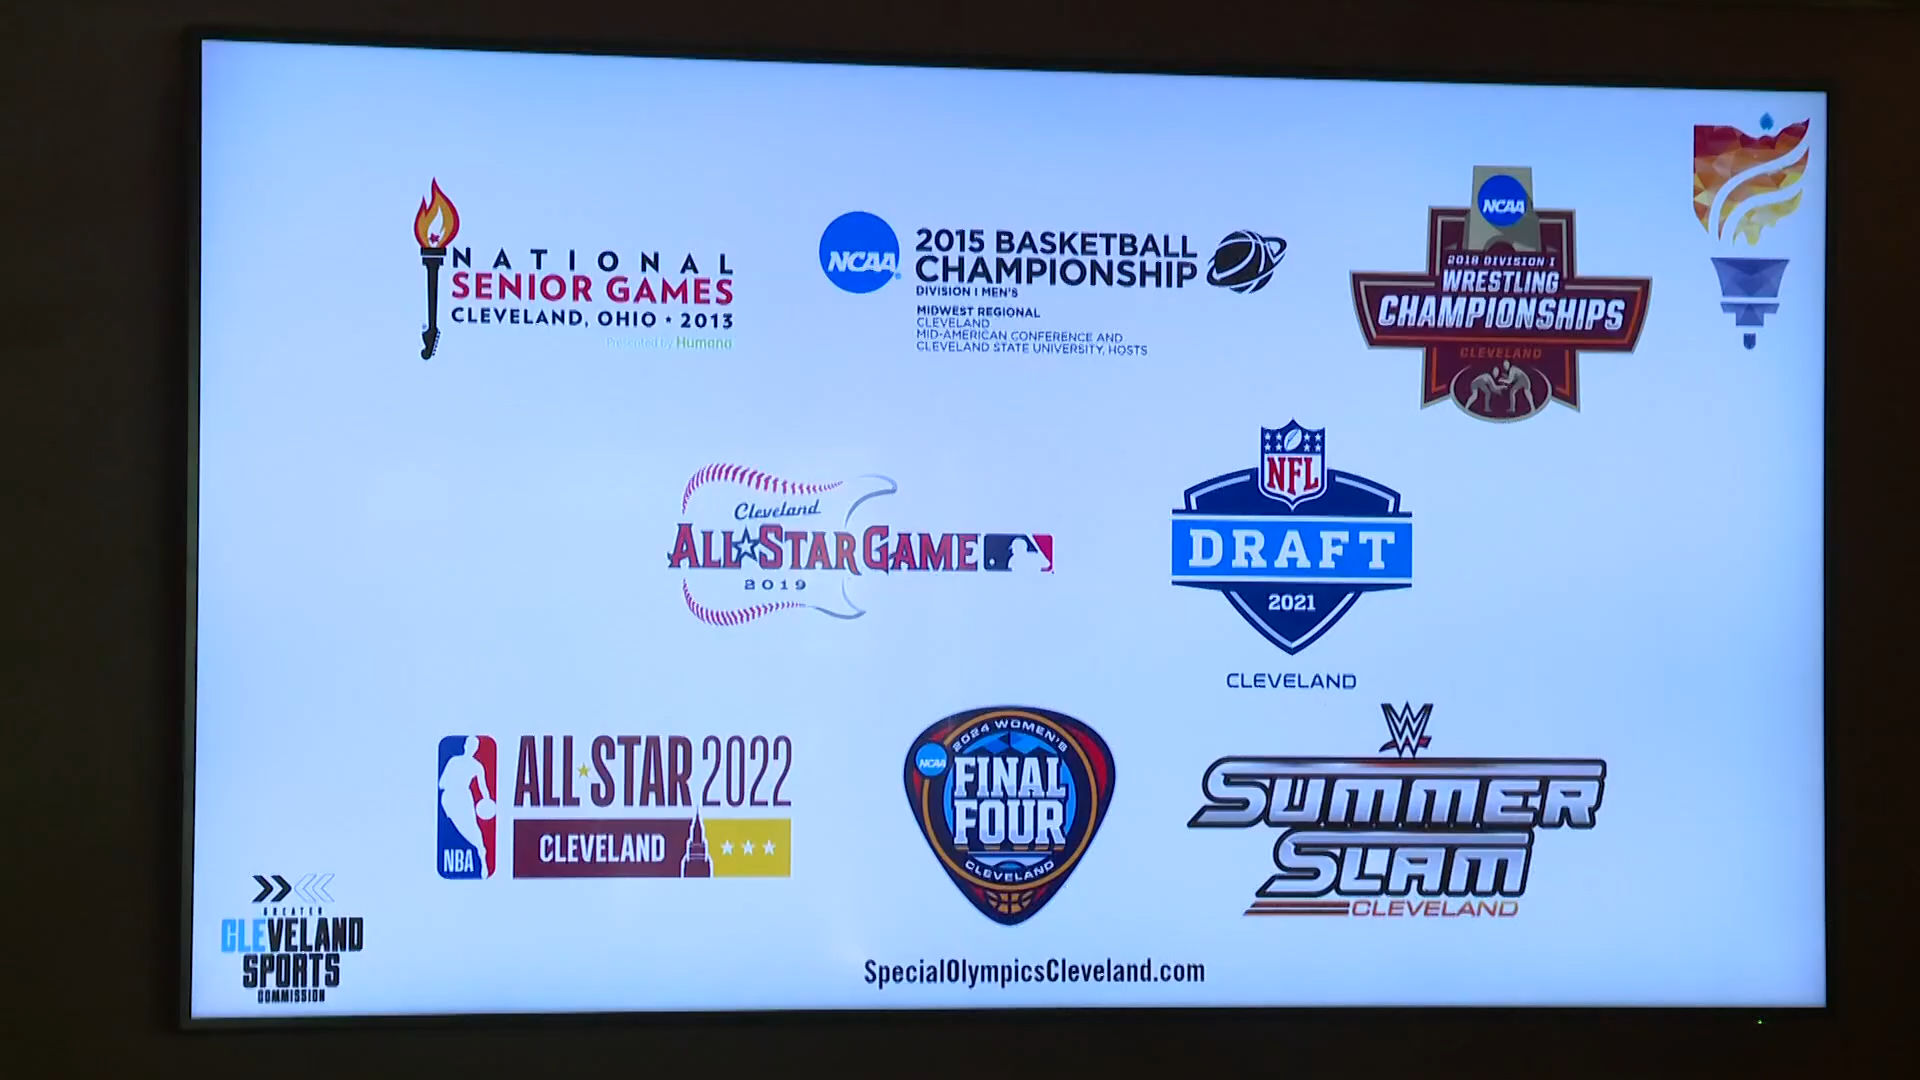 NATIONAL
SENIOR GAMES
CLEVELAND, OHIO • 2013
Presented by Humana
NCAA
2015 BASKETBALL
CHAMPIONSHIP
DIVISION I MEN'S
MIDWEST REGIONAL
CLEVELAND
MID-AMERICAN CONFERENCE AND
CLEVELAND STATE UNIVERSITY, HOSTS
NCAA
2018 DIVISION I
WRESTLING
CHAMPIONSHIPS
CLEVELAND
Cleveland
ALL★STAR GAME
2019
NFL
DRAFT
2021
CLEVELAND
NBA
ALL★STAR 2022
CLEVELAND
2024 WOMEN'S
NCAA
FINAL
FOUR
CLEVELAND
W
SUMMER
SLAM
CLEVELAND
GREATER
CLEVELAND
SPORTS
COMMISSION
SpecialOlympicsCleveland.com